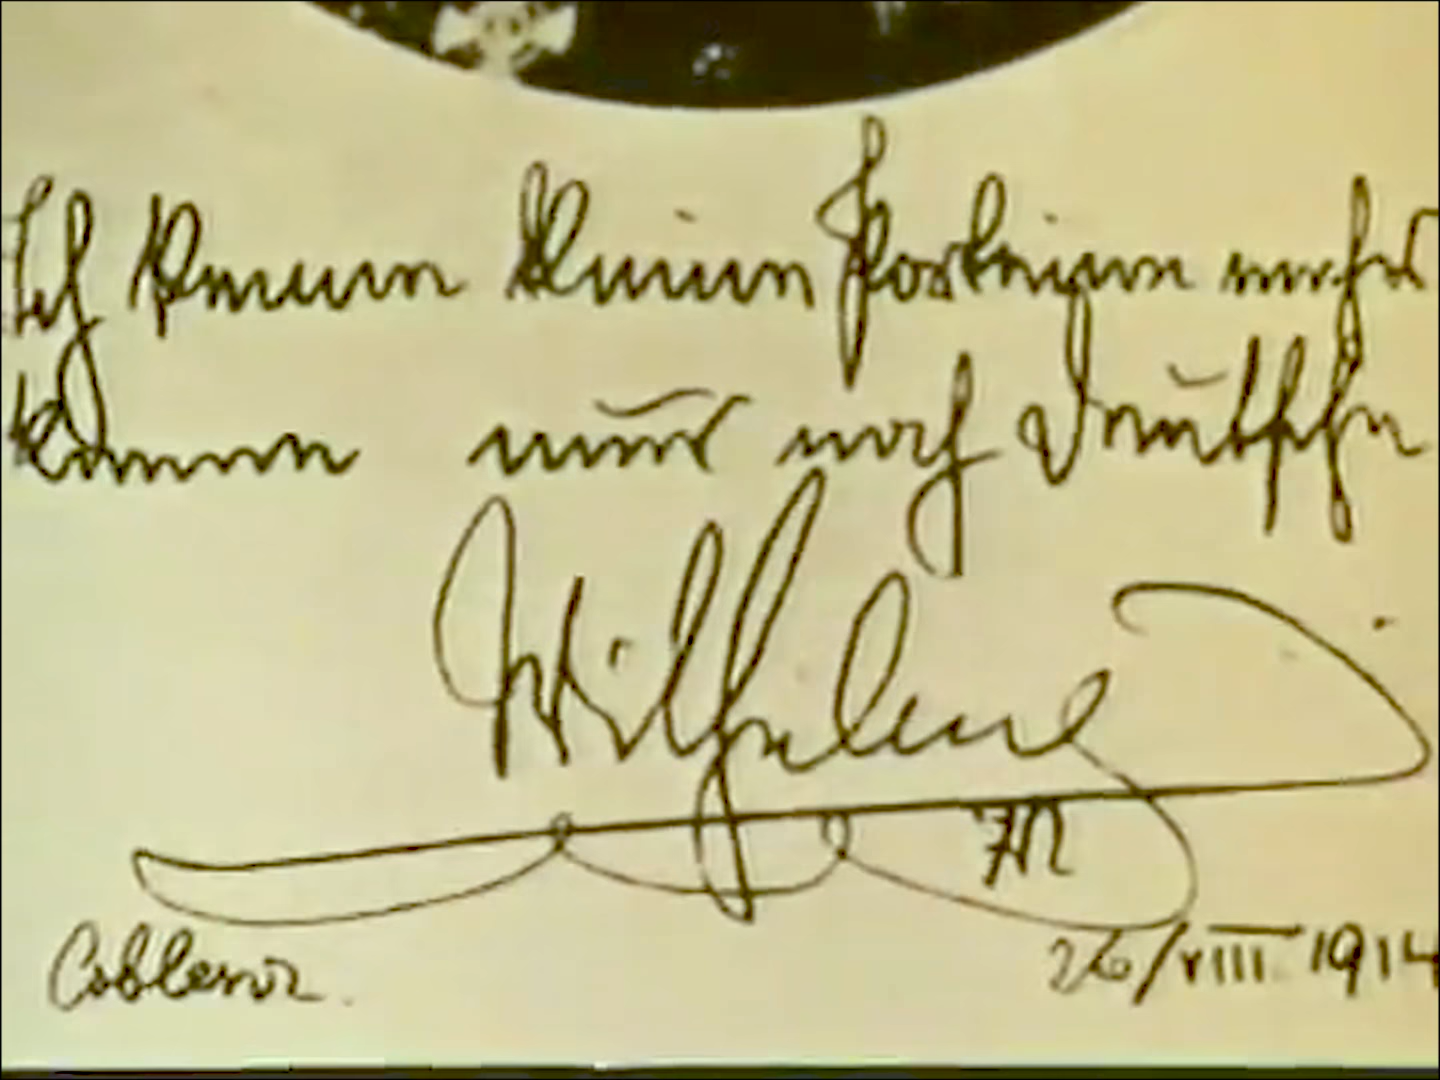 Ich kenne keine Parteien mehr
kenne nur noch Deutsche
Wilhelm
IR
Coblenz.
26/VIII 1914